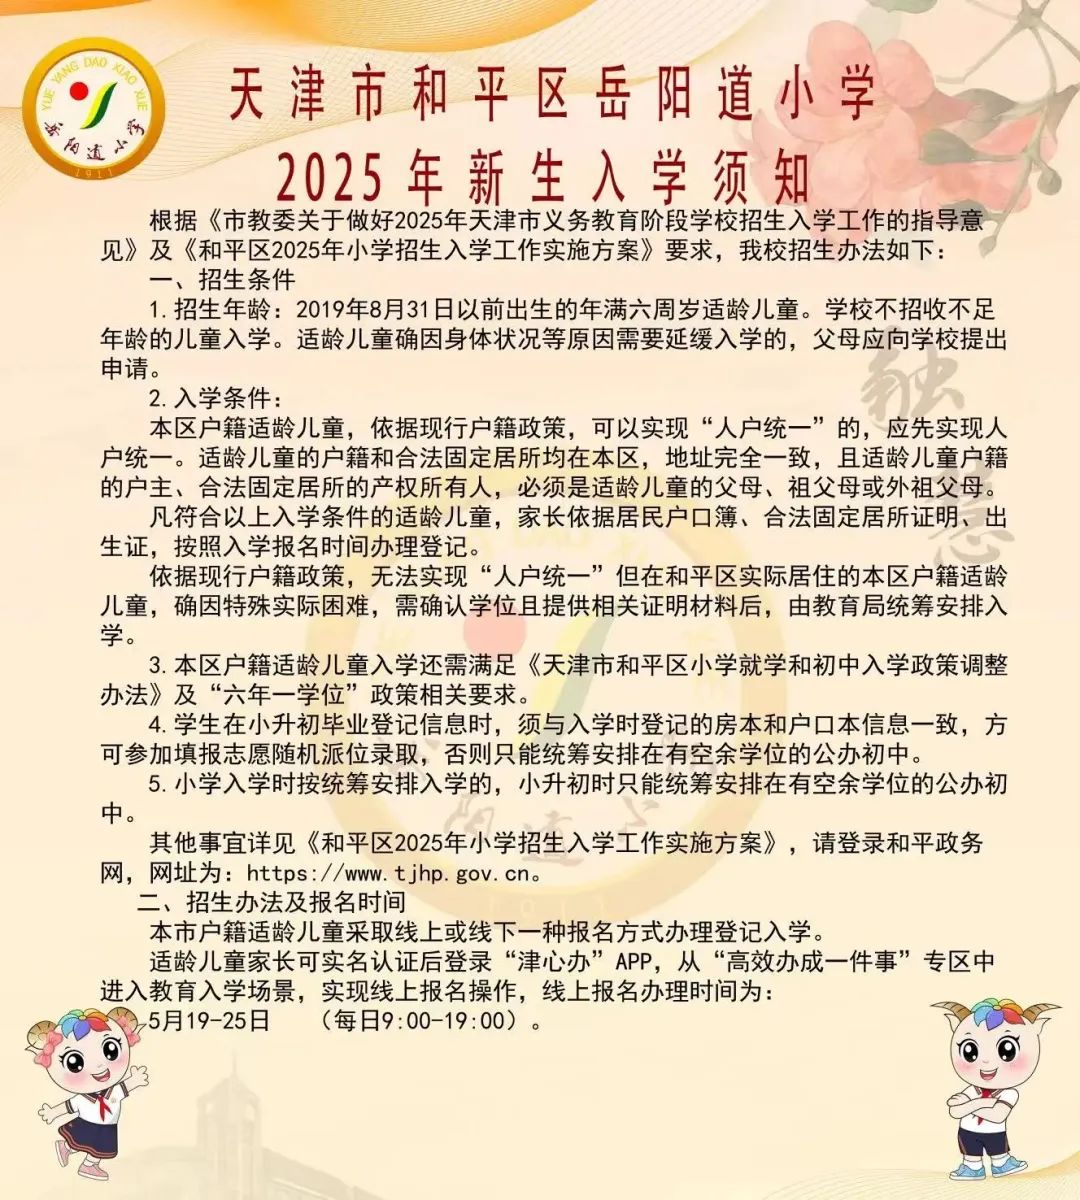 YUE YANG DAO XIAO XUE
岳阳道小学
1911
天津市和平区岳阳道小学
2025年新生入学须知
根据《市教委关于做好2025年天津市义务教育阶段学校招生入学工作的指导意
见》及《和平区2025年小学招生入学工作实施方案》要求，我校招生办法如下：
一、招生条件
1.招生年龄：2019年8月31日以前出生的年满六周岁适龄儿童。学校不招收不足
年龄的儿童入学。适龄儿童确因身体状况等原因需要延缓入学的，父母应向学校提出
申请。
2.入学条件：
本区户籍适龄儿童，依据现行户籍政策，可以实现“人户统一”的，应先实现人
户统一。适龄儿童的户籍和合法固定居所均在本区，地址完全一致，且适龄儿童户籍
的户主、合法固定居所的产权所有人，必须是适龄儿童的父母、祖父母或外祖父母。
凡符合以上入学条件的适龄儿童，家长依据居民户口簿、合法固定居所证明、出
生证，按照入学报名时间办理登记。
依据现行户籍政策，无法实现“人户统一”但在和平区实际居住的本区户籍适龄
儿童，确因特殊实际困难，需确认学位且提供相关证明材料后，由教育局统筹安排入
学。
3.本区户籍适龄儿童入学还需满足《天津市和平区小学就学和初中入学政策调整
办法》及“六年一学位”政策相关要求。
4.学生在小升初毕业登记信息时，须与入学时登记的房本和户口本信息一致，方
可参加填报志愿随机派位录取，否则只能统筹安排在有空余学位的公办初中。
5.小学入学时按统筹安排入学的，小升初时只能统筹安排在有空余学位的公办初
中。
其他事宜详见《和平区2025年小学招生入学工作实施方案》，请登录和平政务
网，网址为：https://www.tjhp.gov.cn。
二、招生办法及报名时间
本市户籍适龄儿童采取线上或线下一种报名方式办理登记入学。
适龄儿童家长可实名认证后登录“津心办”APP，从“高效办成一件事”专区中
进入教育入学场景，实现线上报名操作，线上报名办理时间为：
5月19-25日 （每日9:00-19:00）。